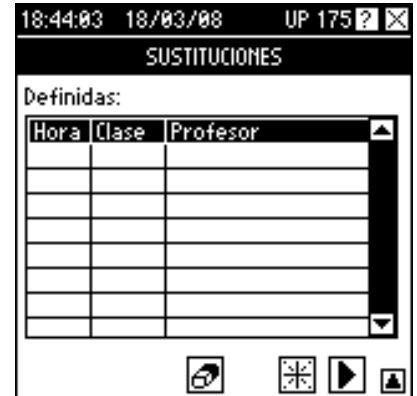 18:44:03 18/03/08 UP 175 ?
SUSTITUCIONES
Definidas:
Hora Clase Profesor